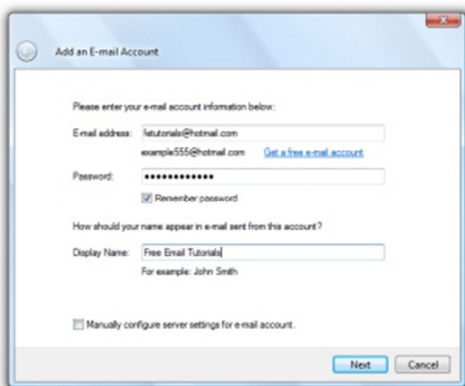 Add an E-mail Account
Please enter your e-mail account information below:
E-mail address: fetutorials@hotmail.com
example555@hotmail.com Get a free e-mail account
Password: ••••••••••••
Remember password
How should your name appear in e-mail sent from this account?
Display Name: Free Email Tutorials
For example: John Smith
Manually configure server settings for e-mail account.
Next Cancel